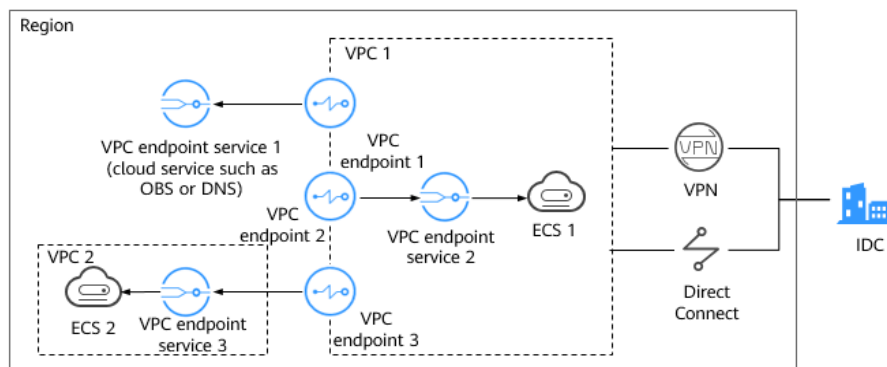 Region
VPC 1
VPC endpoint service 1
(cloud service such as
OBS or DNS)
VPC
endpoint 1
VPC
endpoint 2
VPC endpoint
service 2
ECS 1
VPN
VPN
IDC
Direct
Connect
VPC 2
ECS 2
VPC endpoint
service 3
VPC
endpoint 3